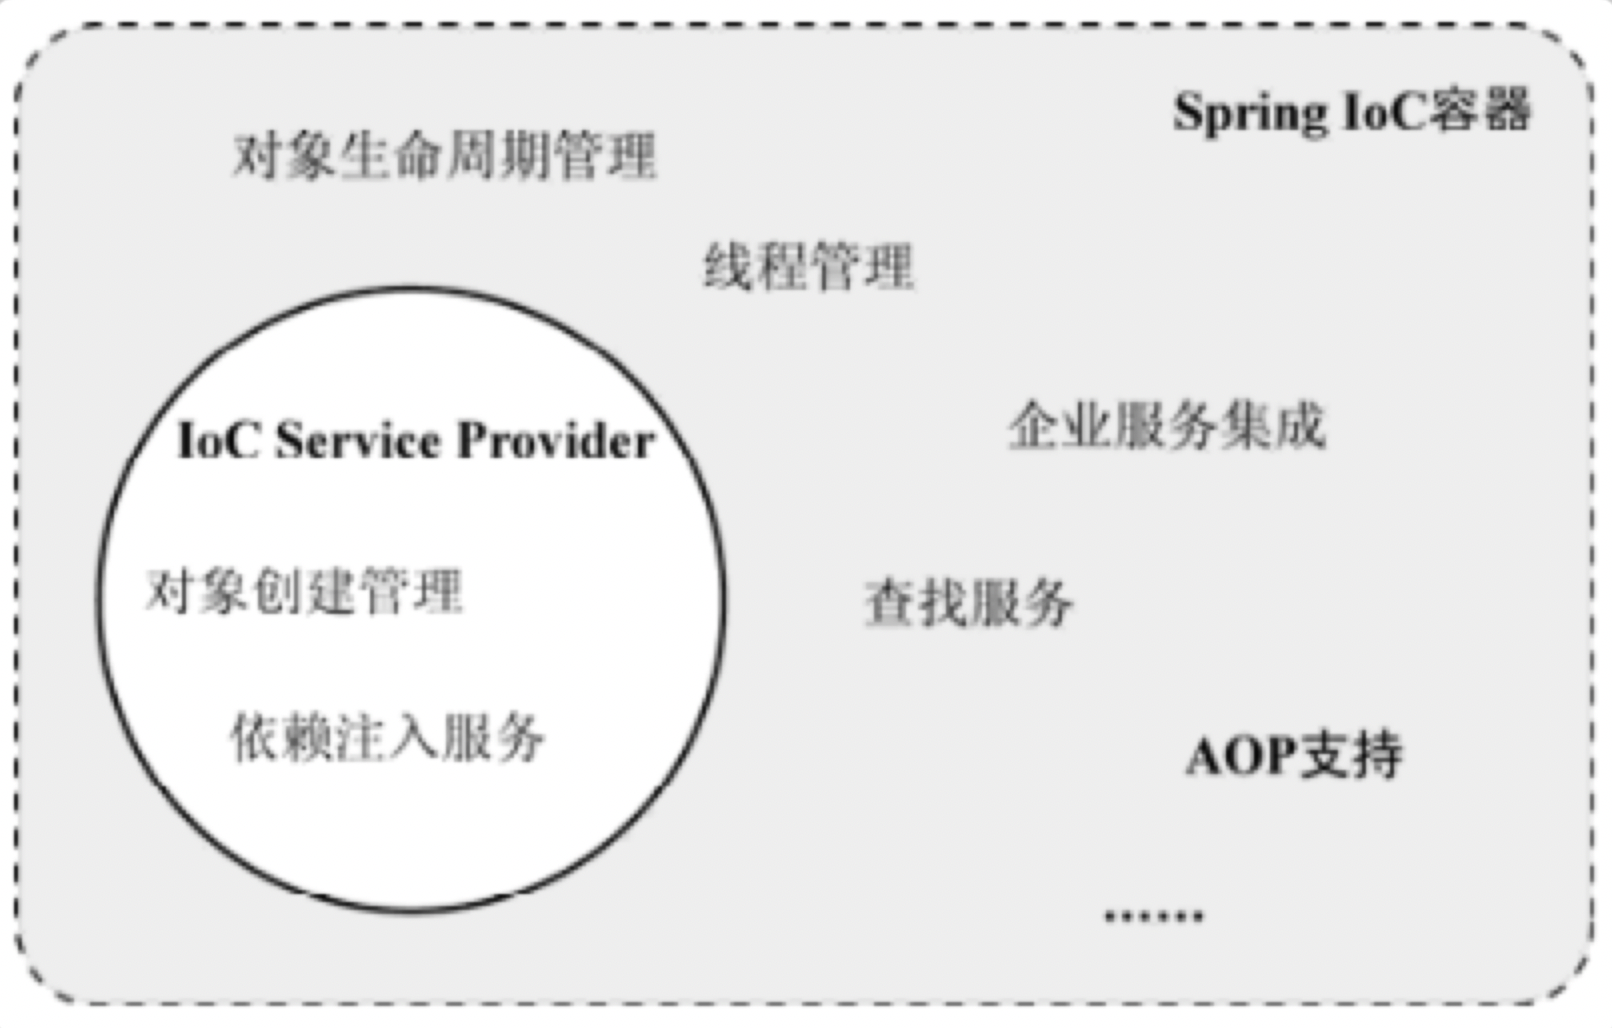 Spring IoC容器
对象生命周期管理
线程管理
企业服务集成
IoC Service Provider
对象创建管理
查找服务
依赖注入服务
AOP支持
······